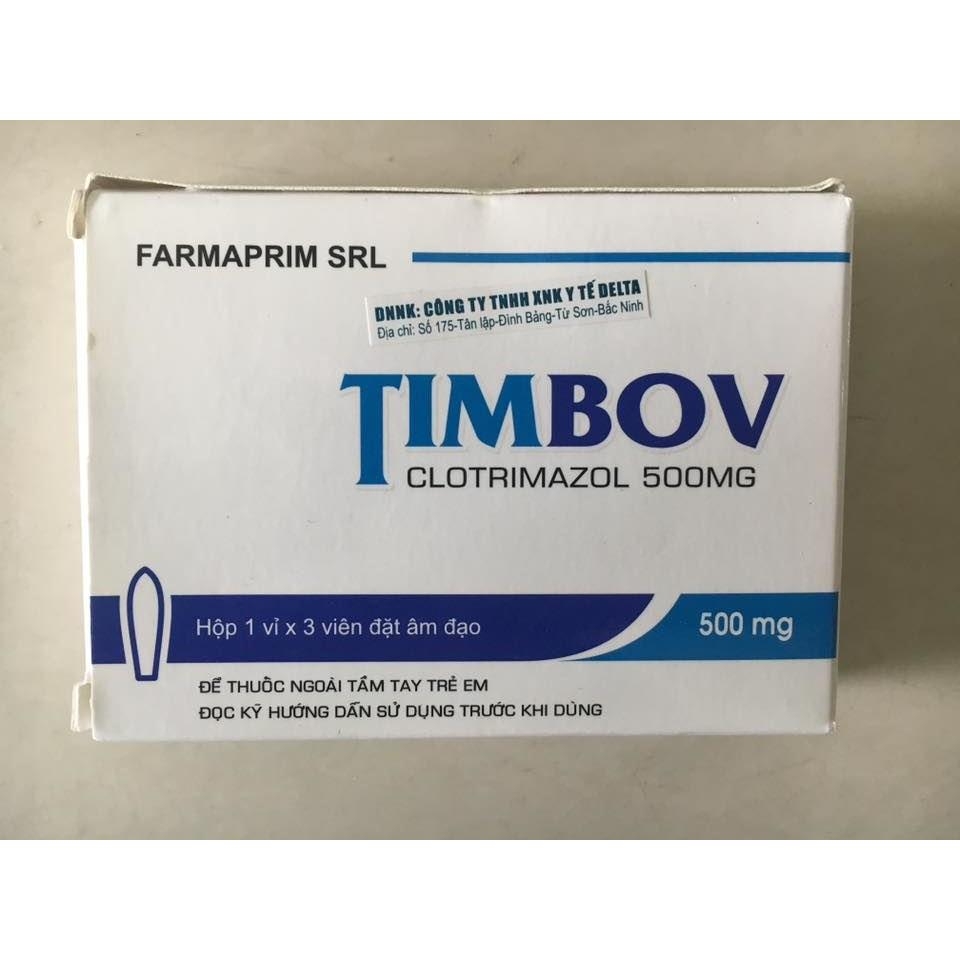 FARMAPRIM SRL
DNNK: CÔNG TY TNHH XNK Y TẾ DELTA
Địa chỉ: Số 175-Tân lập-Đình Bảng-Từ Sơn-Bắc Ninh
TIMBOV
CLOTRIMAZOL 500MG
Hộp 1 vỉ x 3 viên đặt âm đạo
500 mg
ĐỂ THUỐC NGOÀI TẦM TAY TRẺ EM
ĐỌC KỸ HƯỚNG DẪN SỬ DỤNG TRƯỚC KHI DÙNG